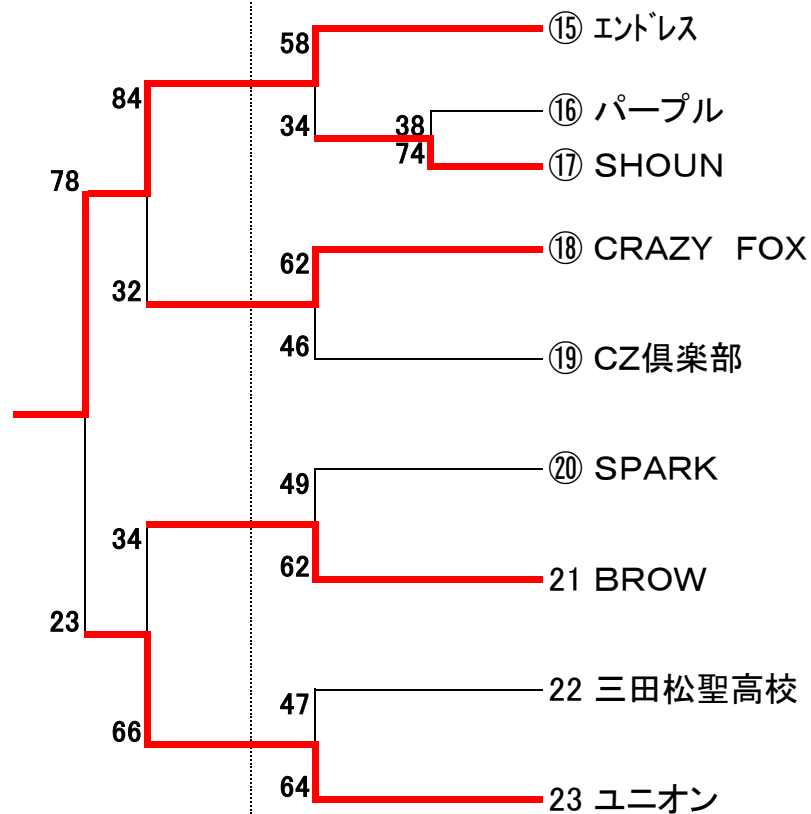 58
⑮ エンドレス
84
34
38
⑯ パープル
74
⑰ SHOUN
78
62
⑱ CRAZY FOX
32
46
⑲ CZ倶楽部
49
⑳ SPARK
34
62
21 BROW
23
47
22 三田松聖高校
66
64
23 ユニオン